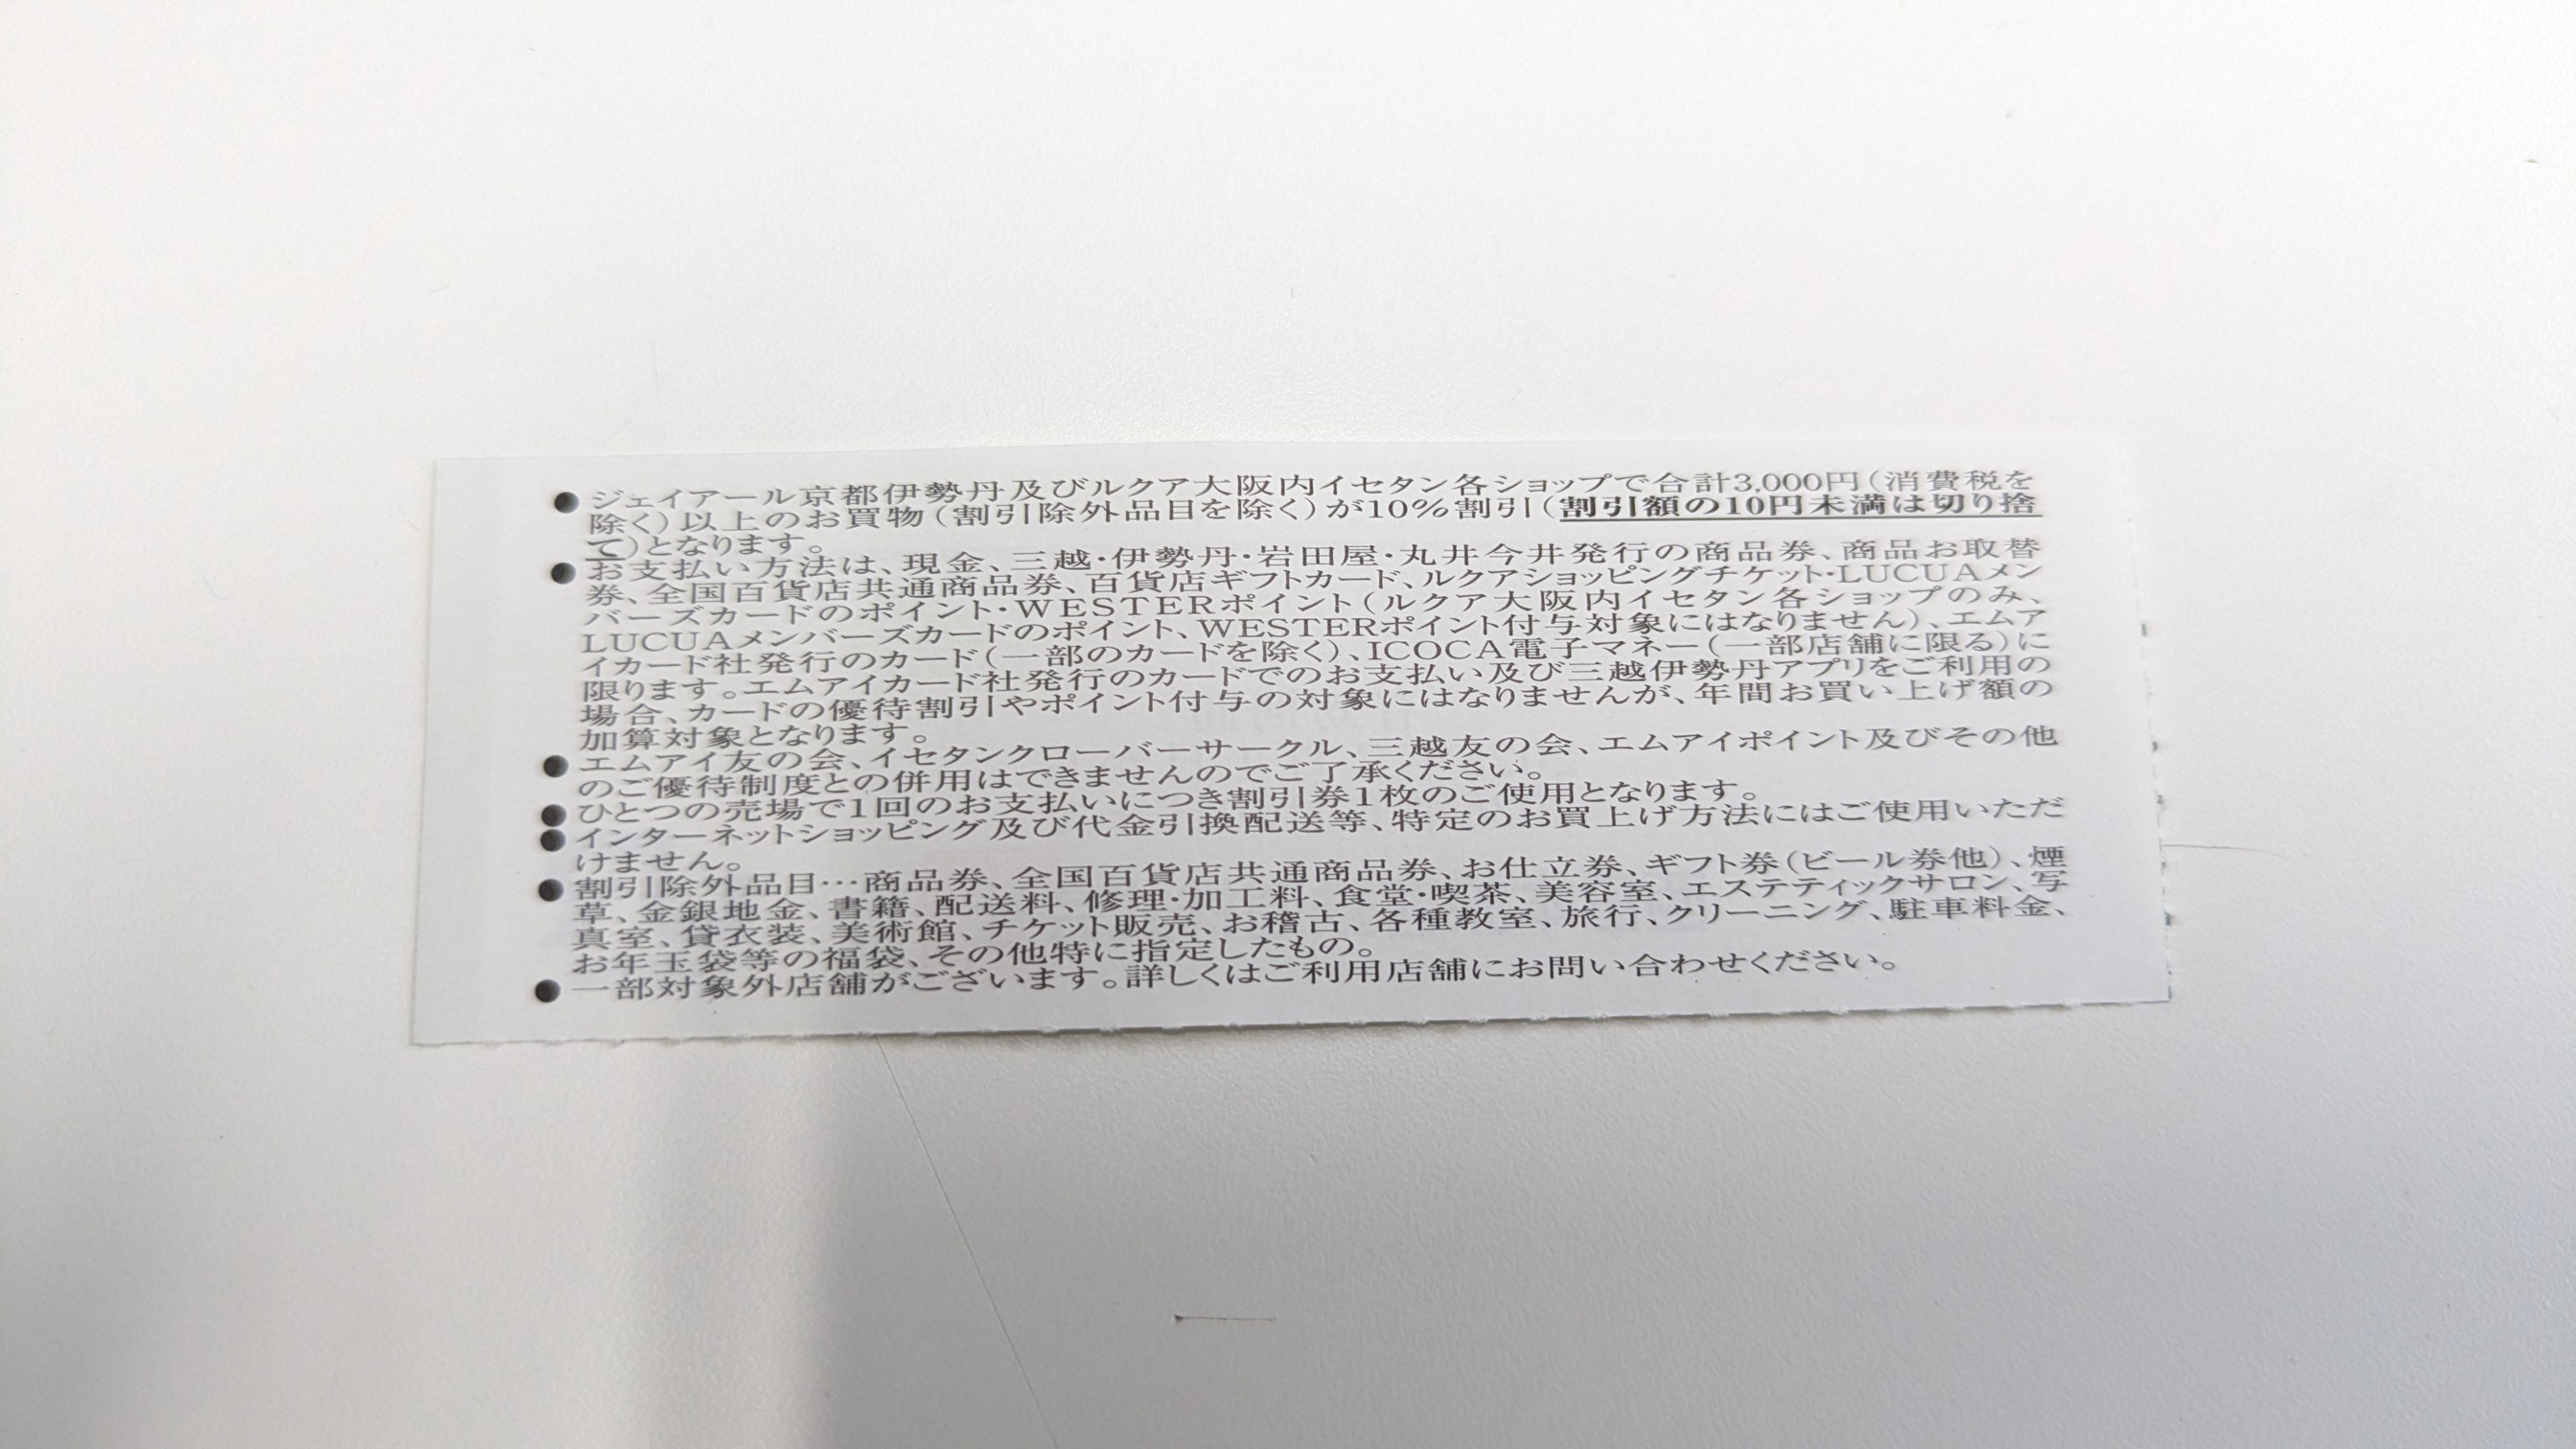 ●ジェイアール京都伊勢丹及びルクア大阪内イセタン各ショップで合計3,000円(消費税を
除く)以上のお買物(割引除外品目を除く)が10%割引(割引額の10円未満は切り捨
て)となります。
●お支払い方法は、現金、三越・伊勢丹・岩田屋・丸井今井発行の商品券、商品お取替
券、全国百貨店共通商品券、百貨店ギフトカード、ルクアショッピングチケット・LUCUAメン
バーズカードのポイント・WESTERポイント(ルクア大阪内イセタン各ショップのみ、
LUCUAメンバーズカードのポイント、WESTERポイント付与対象にはなりません)、エムア
イカード社発行のカード(一部のカードを除く)、ICOCA電子マネー(一部店舗に限る)に
限ります。エムアイカード社発行のカードでのお支払い及び三越伊勢丹アプリをご利用の
場合、カードの優待割引やポイント付与の対象にはなりませんが、年間お買い上げ額の
加算対象となります。
●エムアイ友の会、イセタンクローバーサークル、三越友の会、エムアイポイント及びその他
のご優待制度との併用はできませんのでご了承ください。
●ひとつの売場で1回のお支払いにつき割引券1枚のご使用となります。
●インターネットショッピング及び代金引換配送等、特定のお買上げ方法にはご使用いただ
けません。
●割引除外品目…商品券、全国百貨店共通商品券、お仕立券、ギフト券(ビール券他)、煙
草、金銀地金、書籍、配送料、修理・加工料、食堂・喫茶、美容室、エステティックサロン、写
真室、貸衣装、美術館、チケット販売、お稽古、各種教室、旅行、クリーニング、駐車料金、
お年玉袋等の福袋、その他特に指定したもの。
●一部対象外店舗がございます。詳しくはご利用店舗にお問い合わせください。